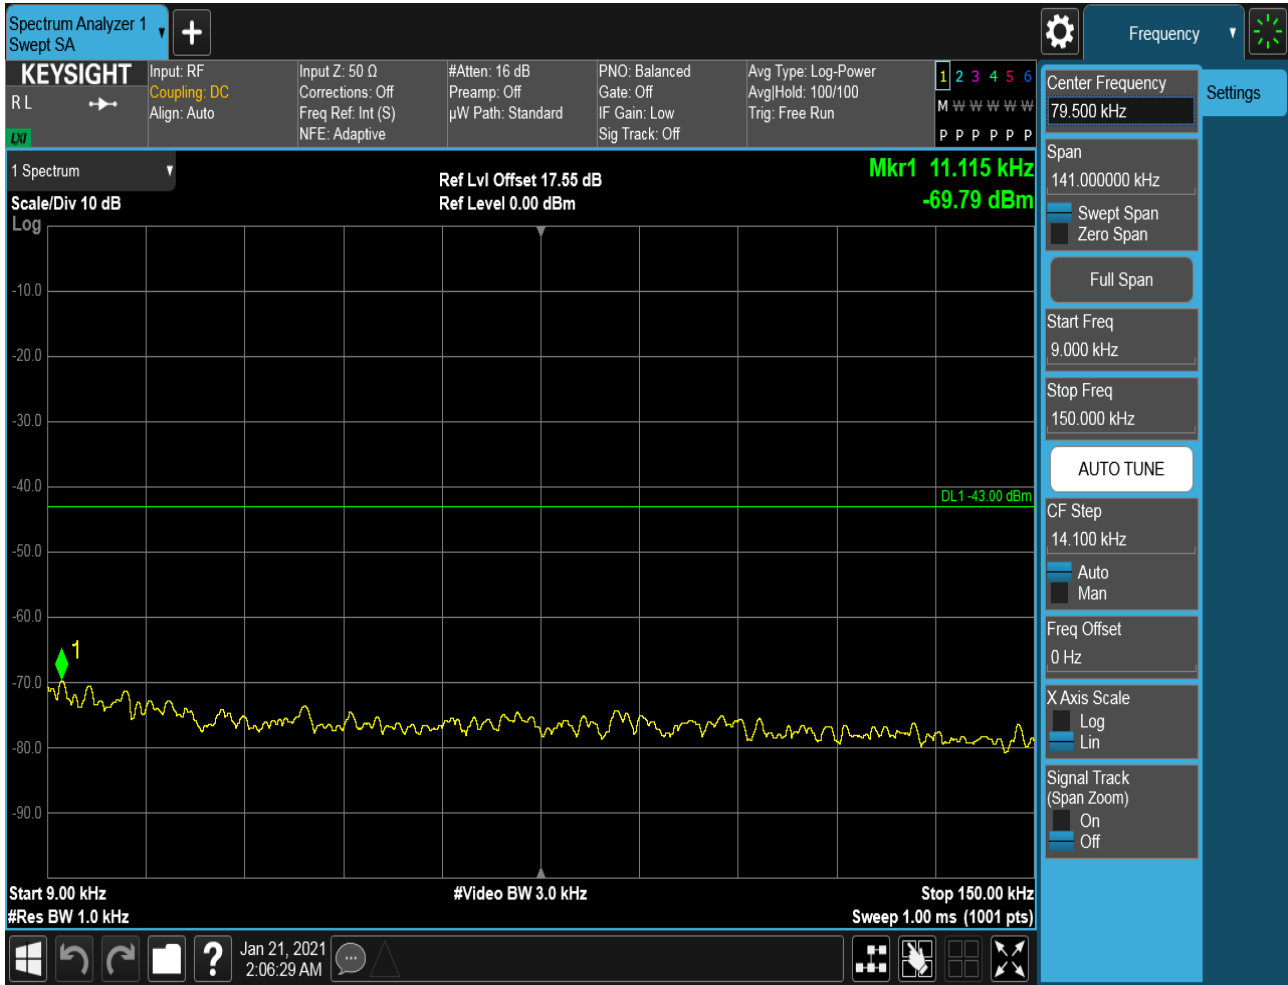 Spectrum Analyzer 1
Swept SA
+
Frequency
KEYSIGHT
R L
LXI
Input: RF
Coupling: DC
Align: Auto
Input Z: 50 Ω
Corrections: Off
Freq Ref: Int (S)
NFE: Adaptive
#Atten: 16 dB
Preamp: Off
µW Path: Standard
PNO: Balanced
Gate: Off
IF Gain: Low
Sig Track: Off
Avg Type: Log-Power
Avg|Hold: 100/100
Trig: Free Run
1 2 3 4 5 6
M W W W W W
P P P P P P
1 Spectrum
Scale/Div 10 dB
Log
Ref Lvl Offset 17.55 dB
Ref Level 0.00 dBm
Mkr1 11.115 kHz
-69.79 dBm
-10.0
-20.0
-30.0
-40.0
DL1 -43.00 dBm
-50.0
-60.0
1
-70.0
-80.0
-90.0
Start 9.00 kHz
#Res BW 1.0 kHz
#Video BW 3.0 kHz
Stop 150.00 kHz
Sweep 1.00 ms (1001 pts)
?
Jan 21, 2021
2:06:29 AM
Center Frequency
79.500 kHz
Span
141.000000 kHz
Swept Span
Zero Span
Full Span
Start Freq
9.000 kHz
Stop Freq
150.000 kHz
AUTO TUNE
CF Step
14.100 kHz
Auto
Man
Freq Offset
0 Hz
X Axis Scale
Log
Lin
Signal Track
(Span Zoom)
On
Off
Settings